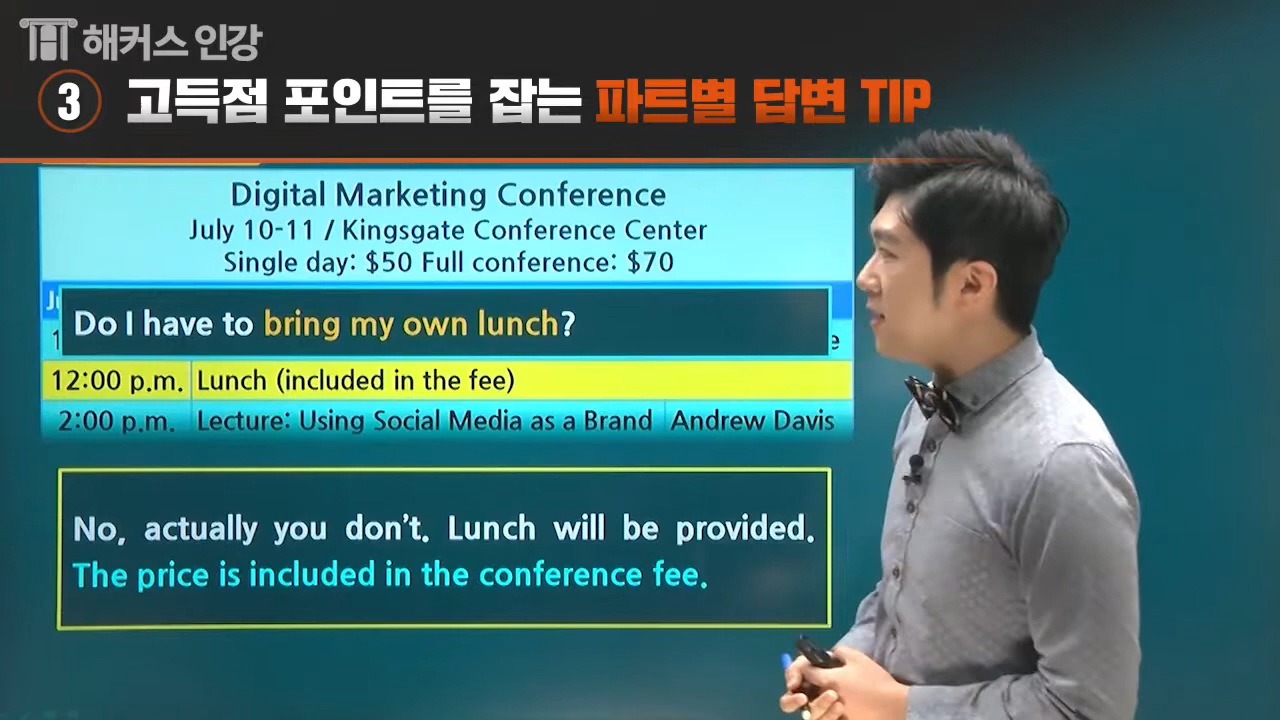 해커스 인강
3 고득점 포인트를 잡는 파트별 답변 TIP
Digital Marketing Conference
July 10-11 / Kingsgate Conference Center
Single day: $50 Full conference: $70
Do I have to bring my own lunch?
12:00 p.m. Lunch (included in the fee)
2:00 p.m. Lecture: Using Social Media as a Brand Andrew Davis
No, actually you don't. Lunch will be provided.
The price is included in the conference fee.